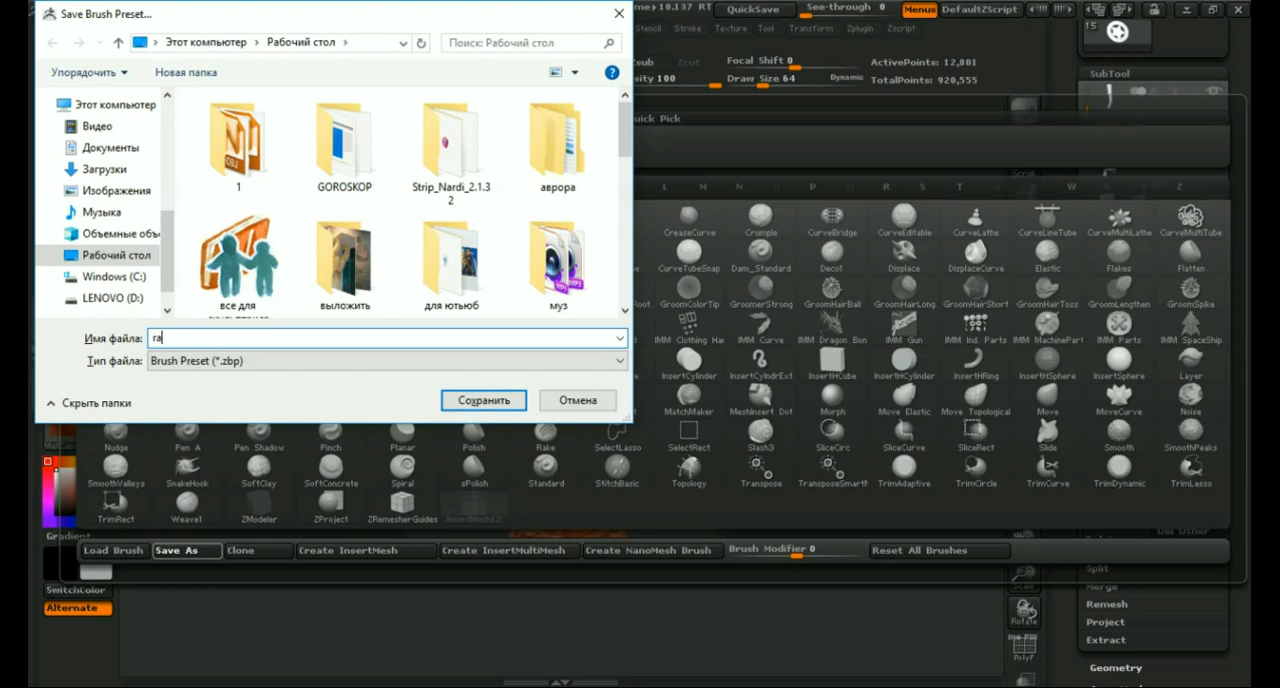 Save Brush Preset...
Этот компьютер > Рабочий стол >
Поиск: Рабочий стол
Упорядочить
Новая папка
Этот компьютер
Видео
Документы
Загрузки
Изображения
Музыка
Рабочий стол
Windows (C:)
LENOVO (D:)
1
GOROSKOP
Strip_Nardi_2.1.3
2
аврора
все для
выложить
для ютьюб
муз
Имя файла: ra
Тип файла: Brush Preset (*.zbp)
Скрыть папки
Сохранить
Отмена
QuickSave
See-through 0
Menus
DefaultZScript
Stencil Stroke Texture Tool Transform Zplugin Zscript
Focal Shift 0
Draw Size 64
Dynamic
ActivePoints: 12,801
TotalPoints: 920,555
15
SubTool
L M N P R S T W Z
CreaseCurve Crumple CurveBridge CurveEditable CurveLathe CurveLineTube CurveMultiLathe CurveMultiTube
CurveTubeSnap Dam_Standard Deco1 Displace DisplaceCurve Elastic Flakes Flatten
GroomColorTip GroomerStrong GroomHairBall GroomHairLong GroomHairShort GroomHairToss GroomLengthen GroomSpike
IMM Clothing IMM Curve IMM Dragon Bon IMM Gun IMM Ind. Parts IMM MachinePart IMM Parts IMM SpaceShip
InsertCylinder InsertCylndrExt InsertHCube InsertHCylinder InsertHRing InsertHSphere InsertSphere Layer
MatchMaker MeshInsert Dot Morph Move Elastic Move Topological Move MoveCurve Noise
Nudge Pen A Pen Shadow Pinch Planar Polish Rake SelectLasso SelectRect Slash3 SliceCirc SliceCurve SliceRect Slide Smooth SmoothPeaks
SmoothValleys SnakeHook SoftClay SoftConcrete Spiral sPolish Standard StitchBasic Topology Transpose TransposeSmartM TrimAdaptive TrimCircle TrimCurve TrimDynamic TrimLasso
TrimRect Weave1 ZModeler ZProject ZRemesherGuides
Load Brush
Save As
Clone
Create InsertMesh
Create InsertMultiMesh
Create NanoMesh Brush
Brush Modifier 0
Reset All Brushes
SwitchColor
Alternate
Rotate
PolyF
Split
Merge
Remesh
Project
Extract
Geometry